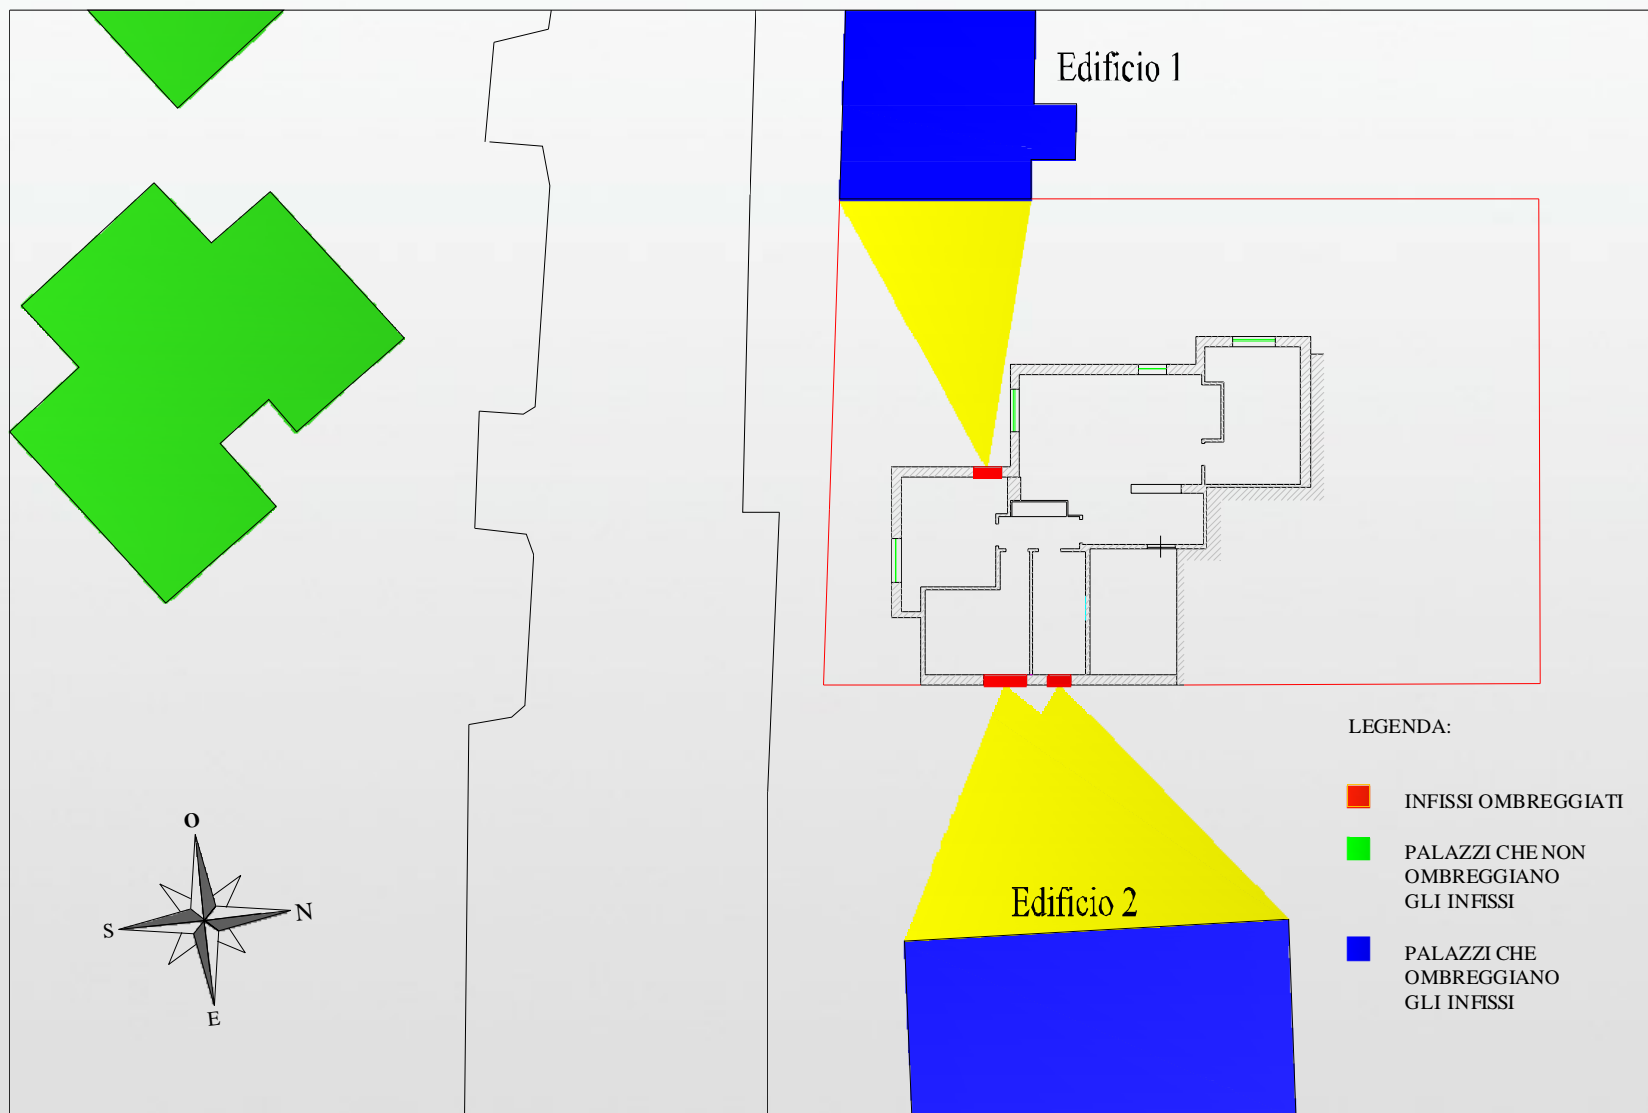 Edificio 1
LEGENDA:
INFISSI OMBREGGIATI
PALAZZI CHE NON
OMBREGGIANO
GLI INFISSI
PALAZZI CHE
OMBREGGIANO
GLI INFISSI
Edificio 2
O
N
S
E